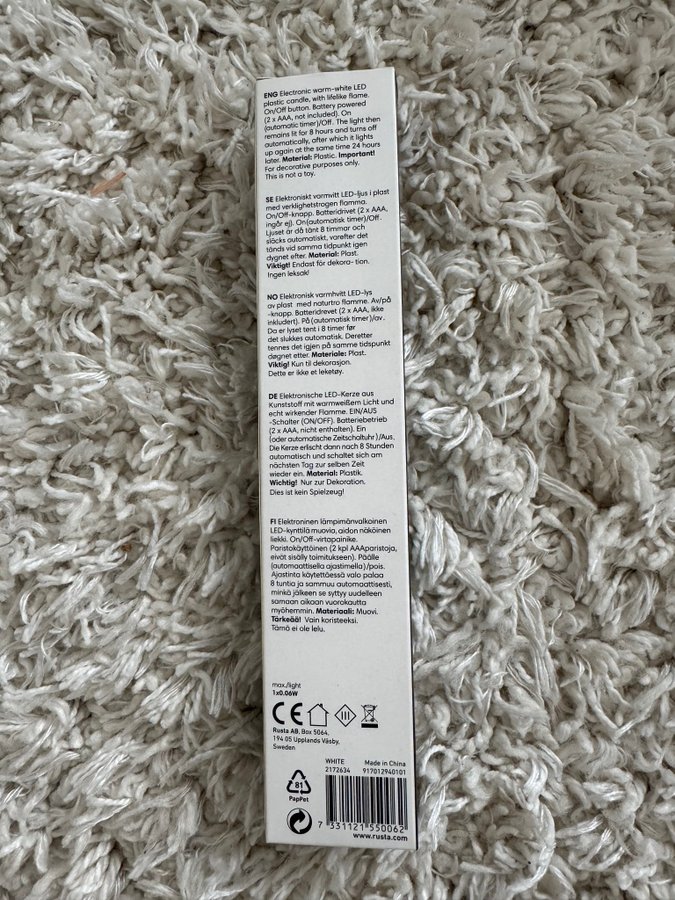 ENG Electronic warm-white LED
plastic candle, with lifelike flame.
On/Off button. Battery powered
(2 x AAA, not included). On
(automatic timer)/Off. The light then
remains lit for 8 hours and turns off
automatically, after which it lights
up again at the same time 24 hours
later. Material: Plastic. Important!
For decorative purposes only.
This is not a toy.
SE Elektroniskt varmvitt LED-ljus i plast
med verklighetstrogen flamma.
On/Off-knapp. Batteridrivet (2 x AAA,
ingår ej). On(automatisk timer)/Off.
Ljuset är då tänt 8 timmar och
släcks automatiskt, varefter det
tänds vid samma tidpunkt igen
dygnet efter. Material: Plast.
Viktigt! Endast för dekora- tion.
Ingen leksak!
NO Elektronisk varmhvitt LED-lys
av plast med naturtro flamme. Av/på
-knapp. Batteridrevet (2 x AAA, ikke
inkludert). På(automatisk timer)/av.
Da er lyset tent i 8 timer før
det slukkes automatisk. Deretter
tennes det igjen på samme tidspunkt
døgnet etter. Materiale: Plast.
Viktig! Kun til dekorasjon.
Dette er ikke et leketøy.
DE Elektronische LED-Kerze aus
Kunststoff mit warmweißem Licht und
echt wirkender Flamme. EIN/AUS
-Schalter (ON/OFF). Batteriebetrieb
(2 x AAA, nicht enthalten). Ein
(oder automatische Zeitschaltuhr)/Aus.
Die Kerze erlischt dann nach 8 Stunden
automatisch und schaltet sich am
nächsten Tag zur selben Zeit
wieder ein. Material: Plastik.
Wichtig! Nur zur Dekoration.
Dies ist kein Spielzeug!
FI Elektroninen lämpimänvalkoinen
LED-kynttilä muovia, aidon näköinen
liekki. On/Off-virtapainike.
Paristokäyttöinen (2 kpl AAAparistoja,
eivät sisälly toimitukseen). Päälle
(automaattisella ajastimella)/pois.
Ajastinta käytettäessä valo palaa
8 tuntia ja sammuu automaattisesti,
minkä jälkeen se syttyy uudelleen
samaan aikaan vuorokautta
myöhemmin. Materiaali: Muovi.
Tärkeää! Vain koristeeksi.
Tämä ei ole lelu.
max./light
1x0.06W
CE III
Rusta AB, Box 5064,
194 05 Upplands Väsby,
Sweden
WHITE Made in China
2172634 917012940101
81
PapPet
7 331121 550062
www.rusta.com